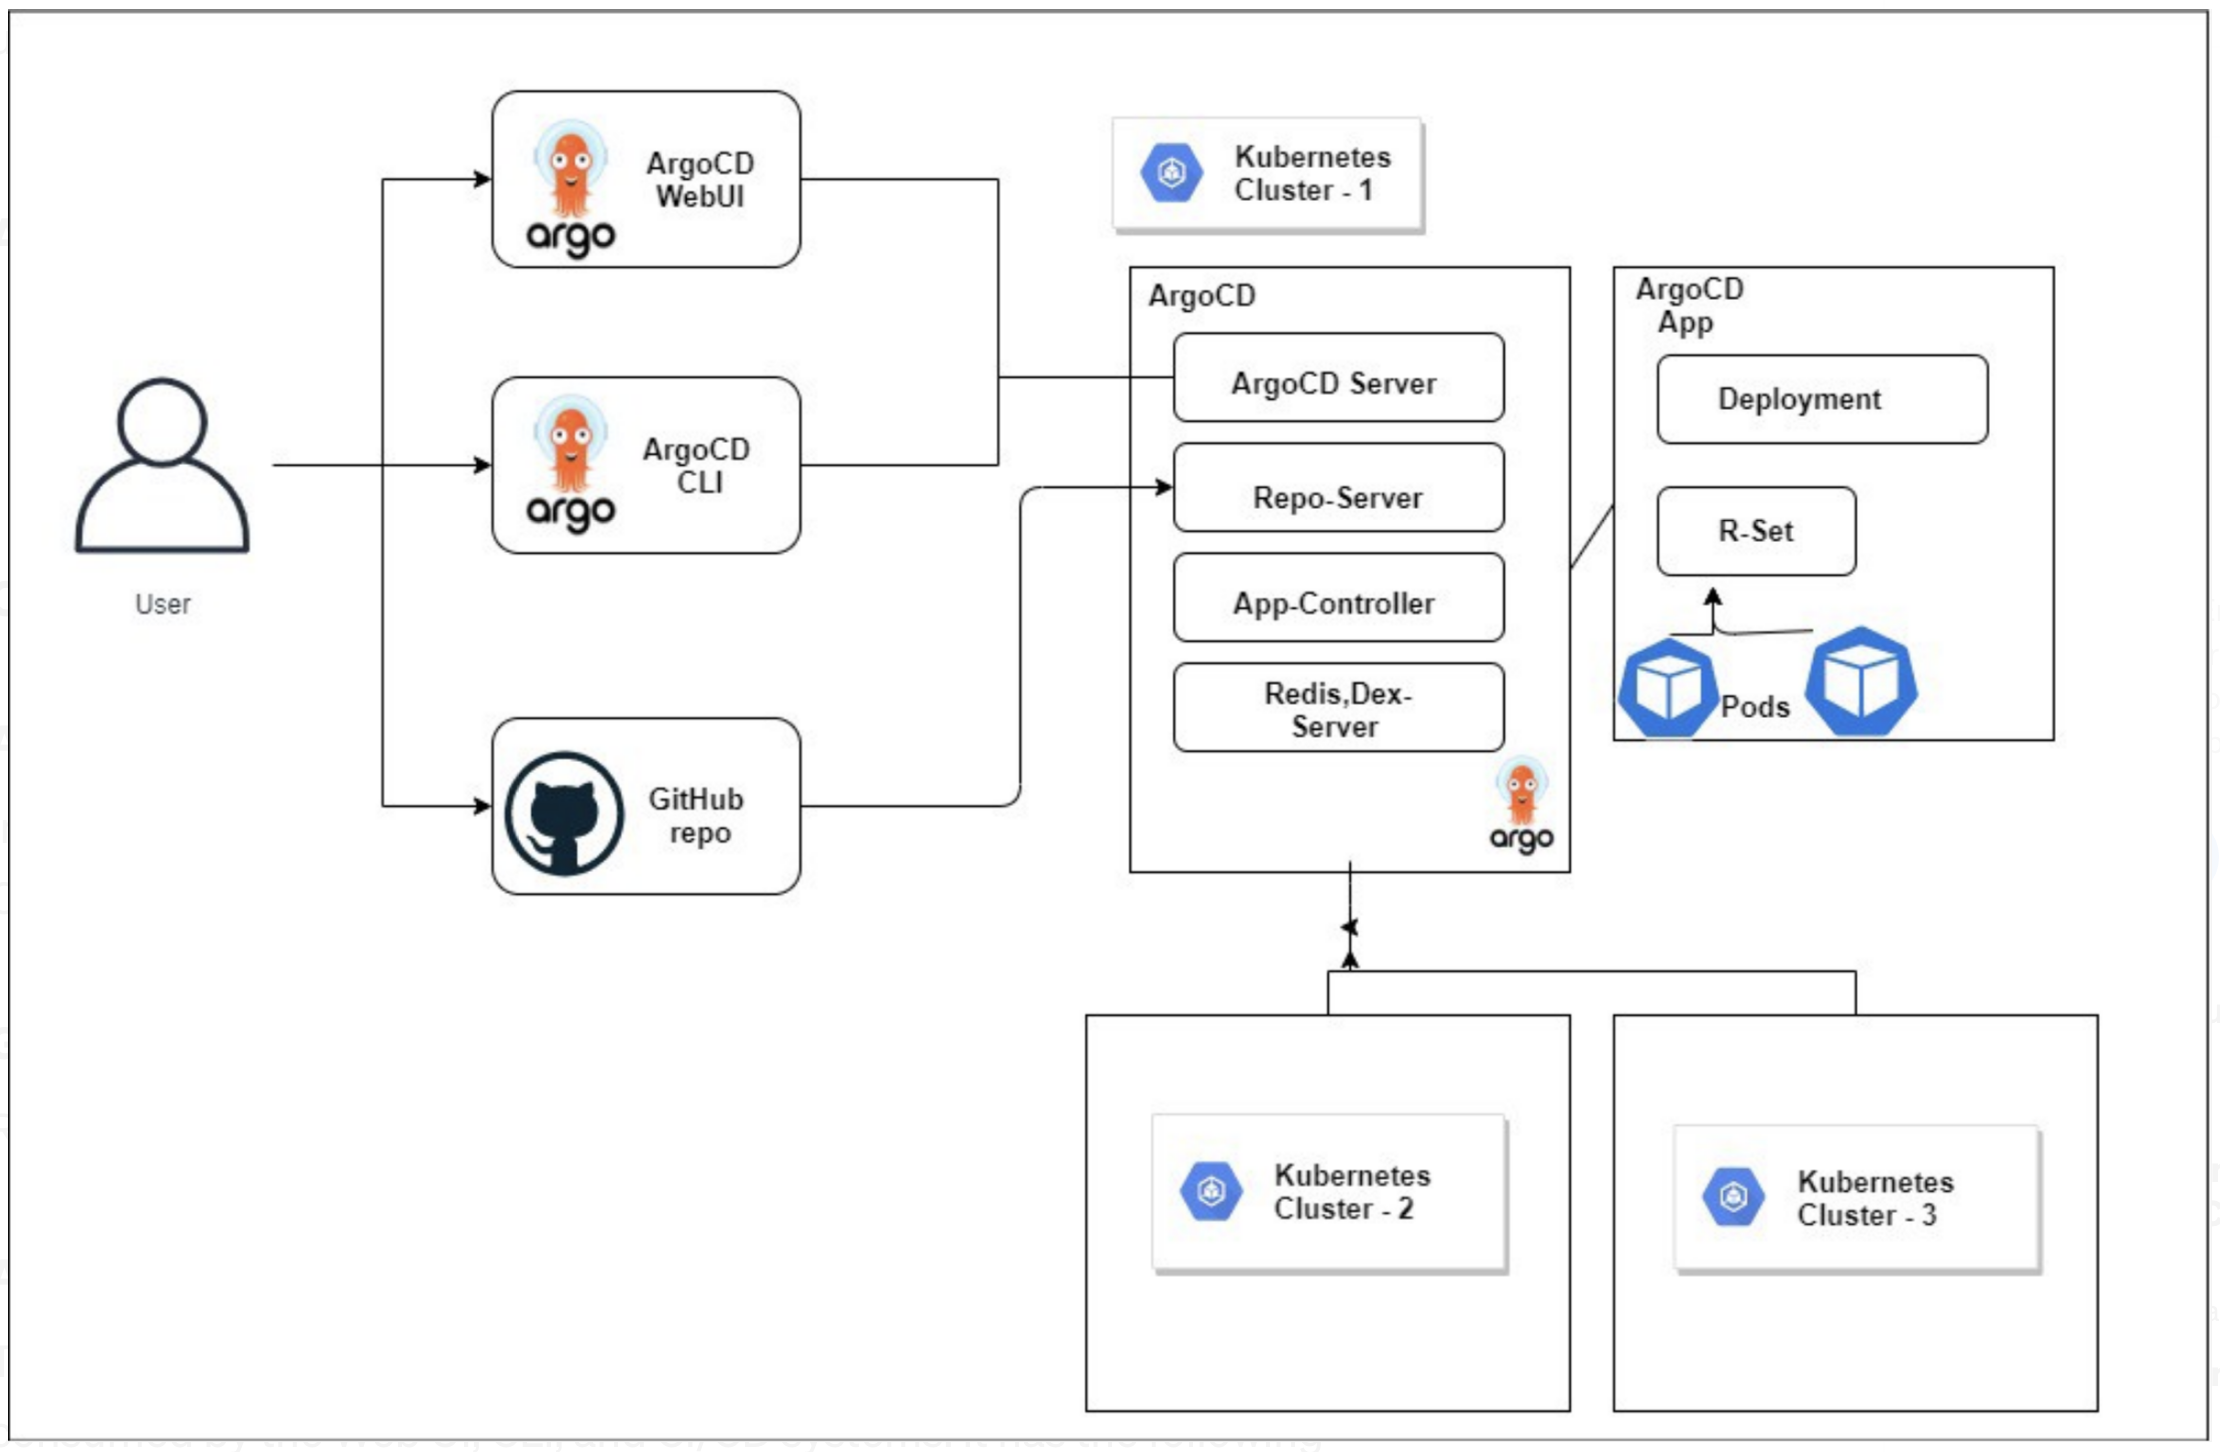 argo
ArgoCD
WebUI
Kubernetes
Cluster - 1
argo
ArgoCD
CLI
User
GitHub
repo
ArgoCD
ArgoCD Server
Repo-Server
App-Controller
Redis,Dex-
Server
argo
ArgoCD
App
Deployment
R-Set
Pods
Kubernetes
Cluster - 2
Kubernetes
Cluster - 3